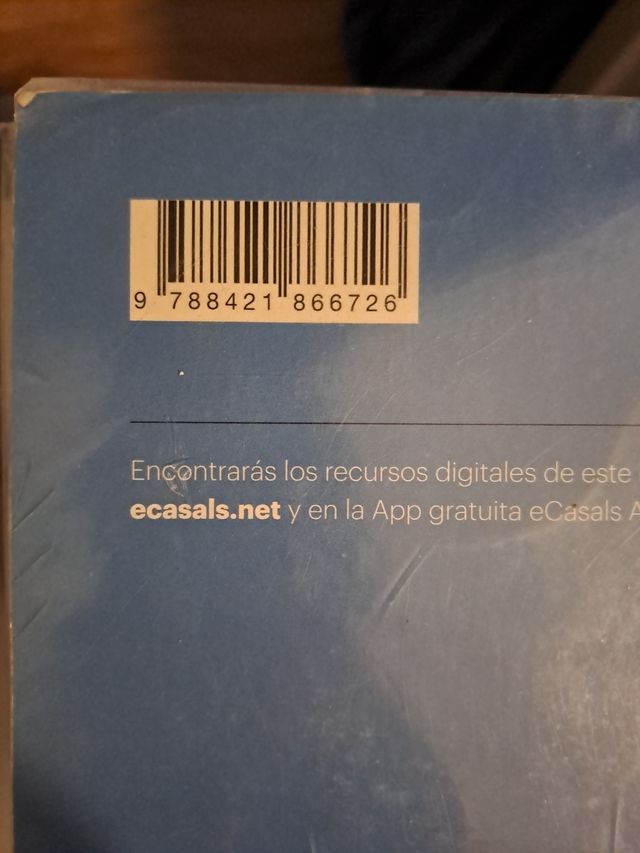 9 788421 866726
Encontrarás los recursos digitales de este
ecasals.net y en la App gratuita eCasals A